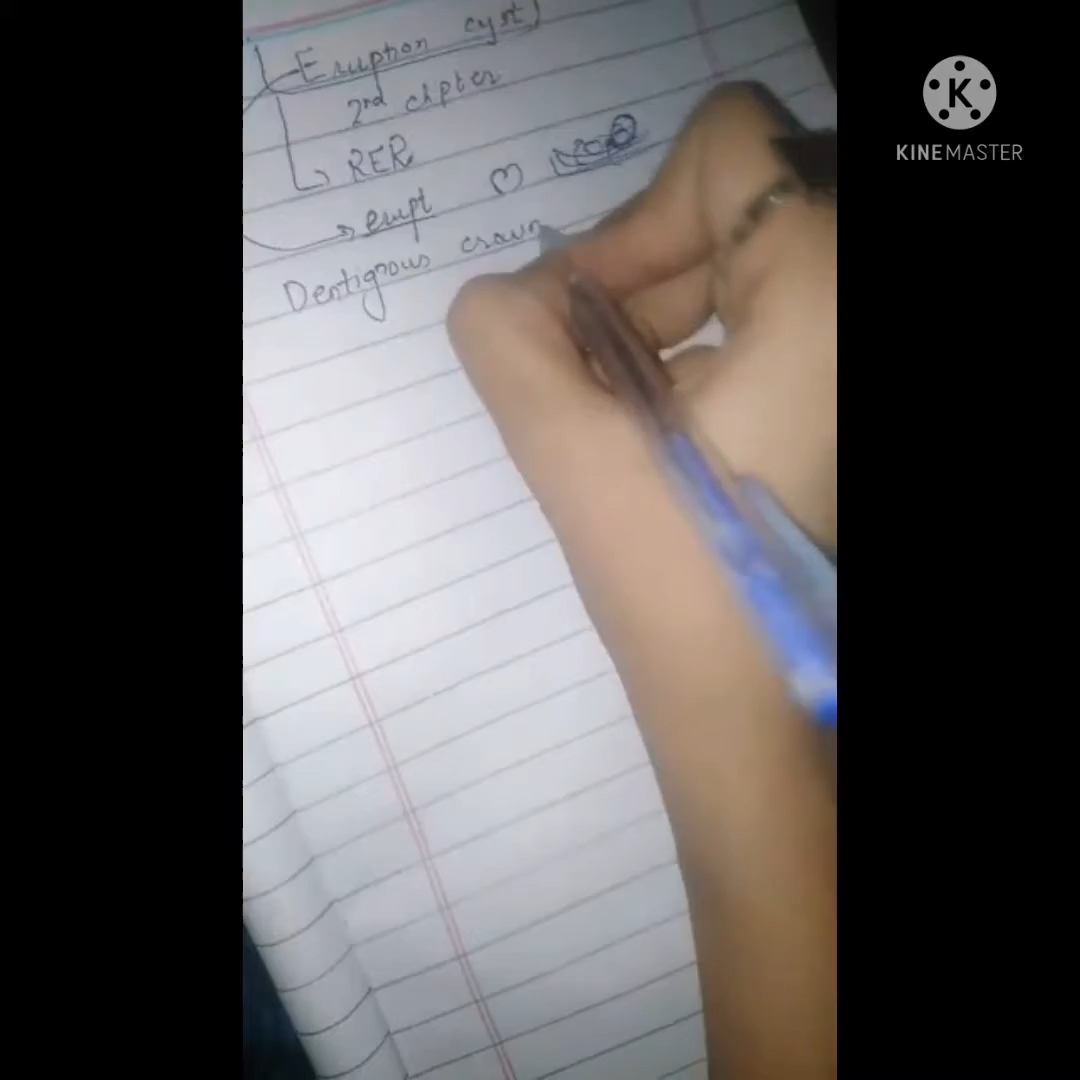 Eruption cyst)
2nd chpter
→ RER
→ erupt
Dentigrous crown
K
KINEMASTER